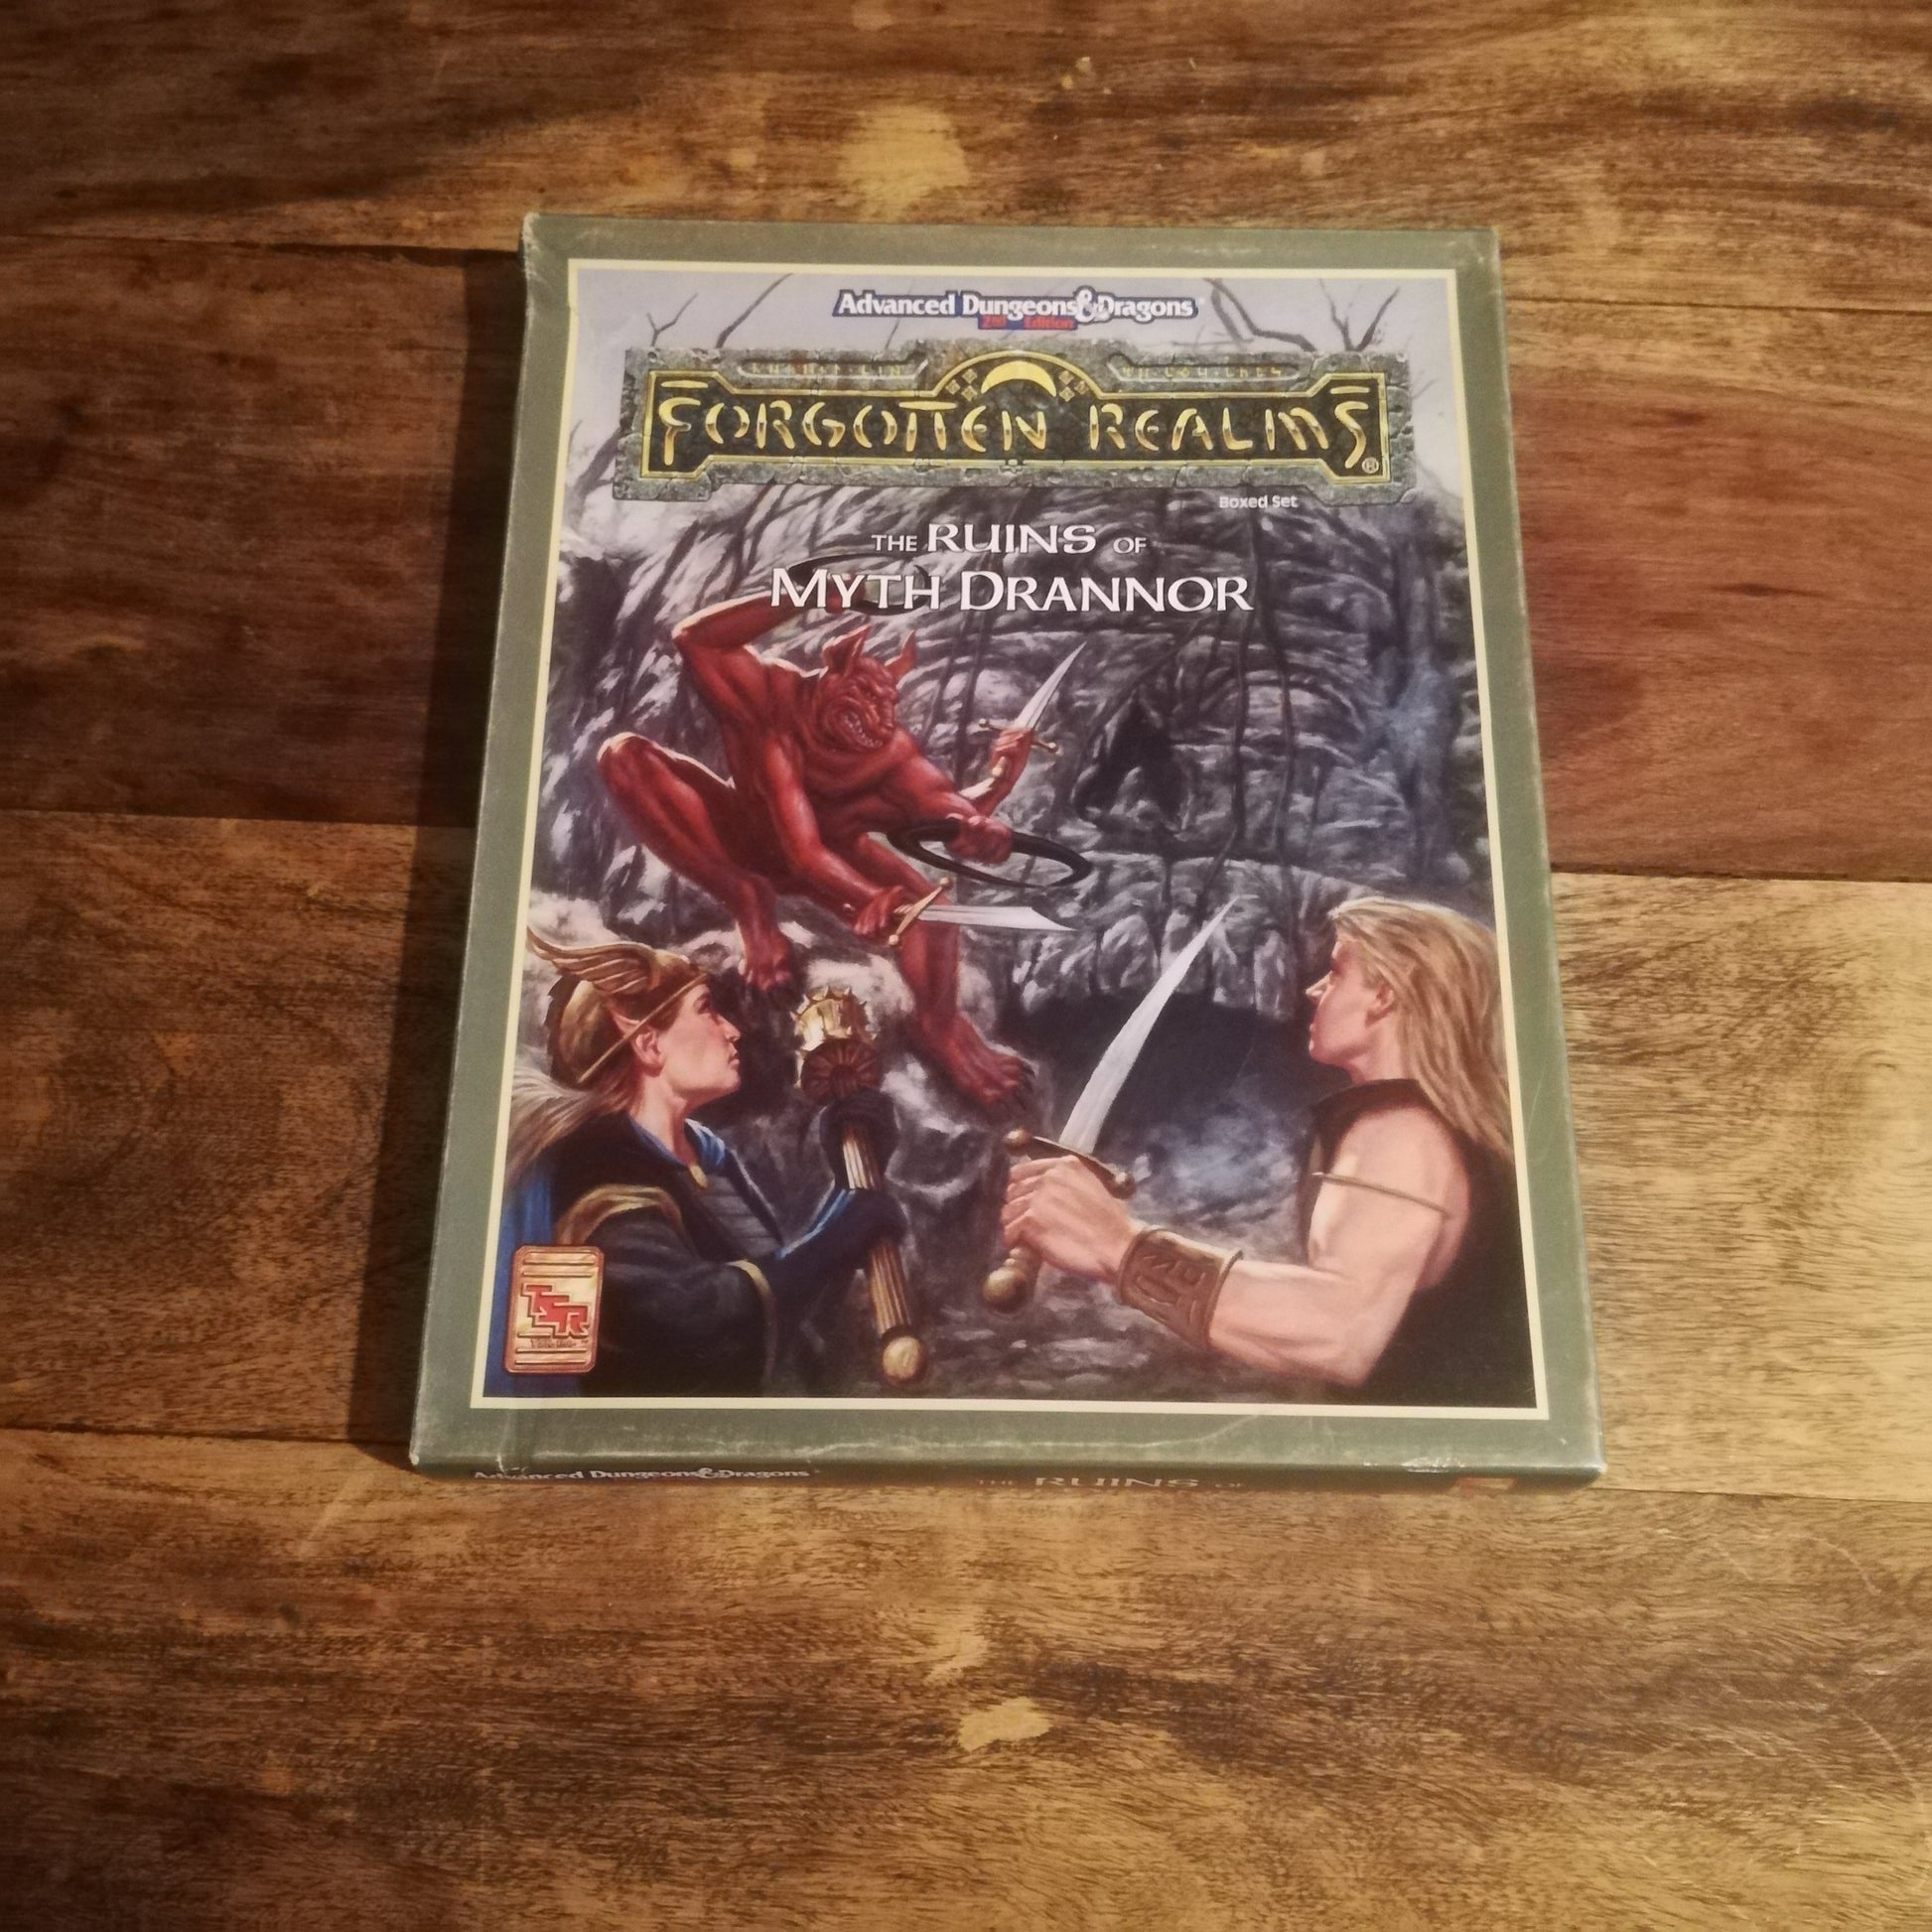 Advanced Dungeons & Dragons®
2nd Edition
FORGOTTEN REALMS®
Boxed Set
THE RUINS OF
MYTH DRANNOR
TSR
Advanced Dungeons & Dragons®
THE RUINS OF